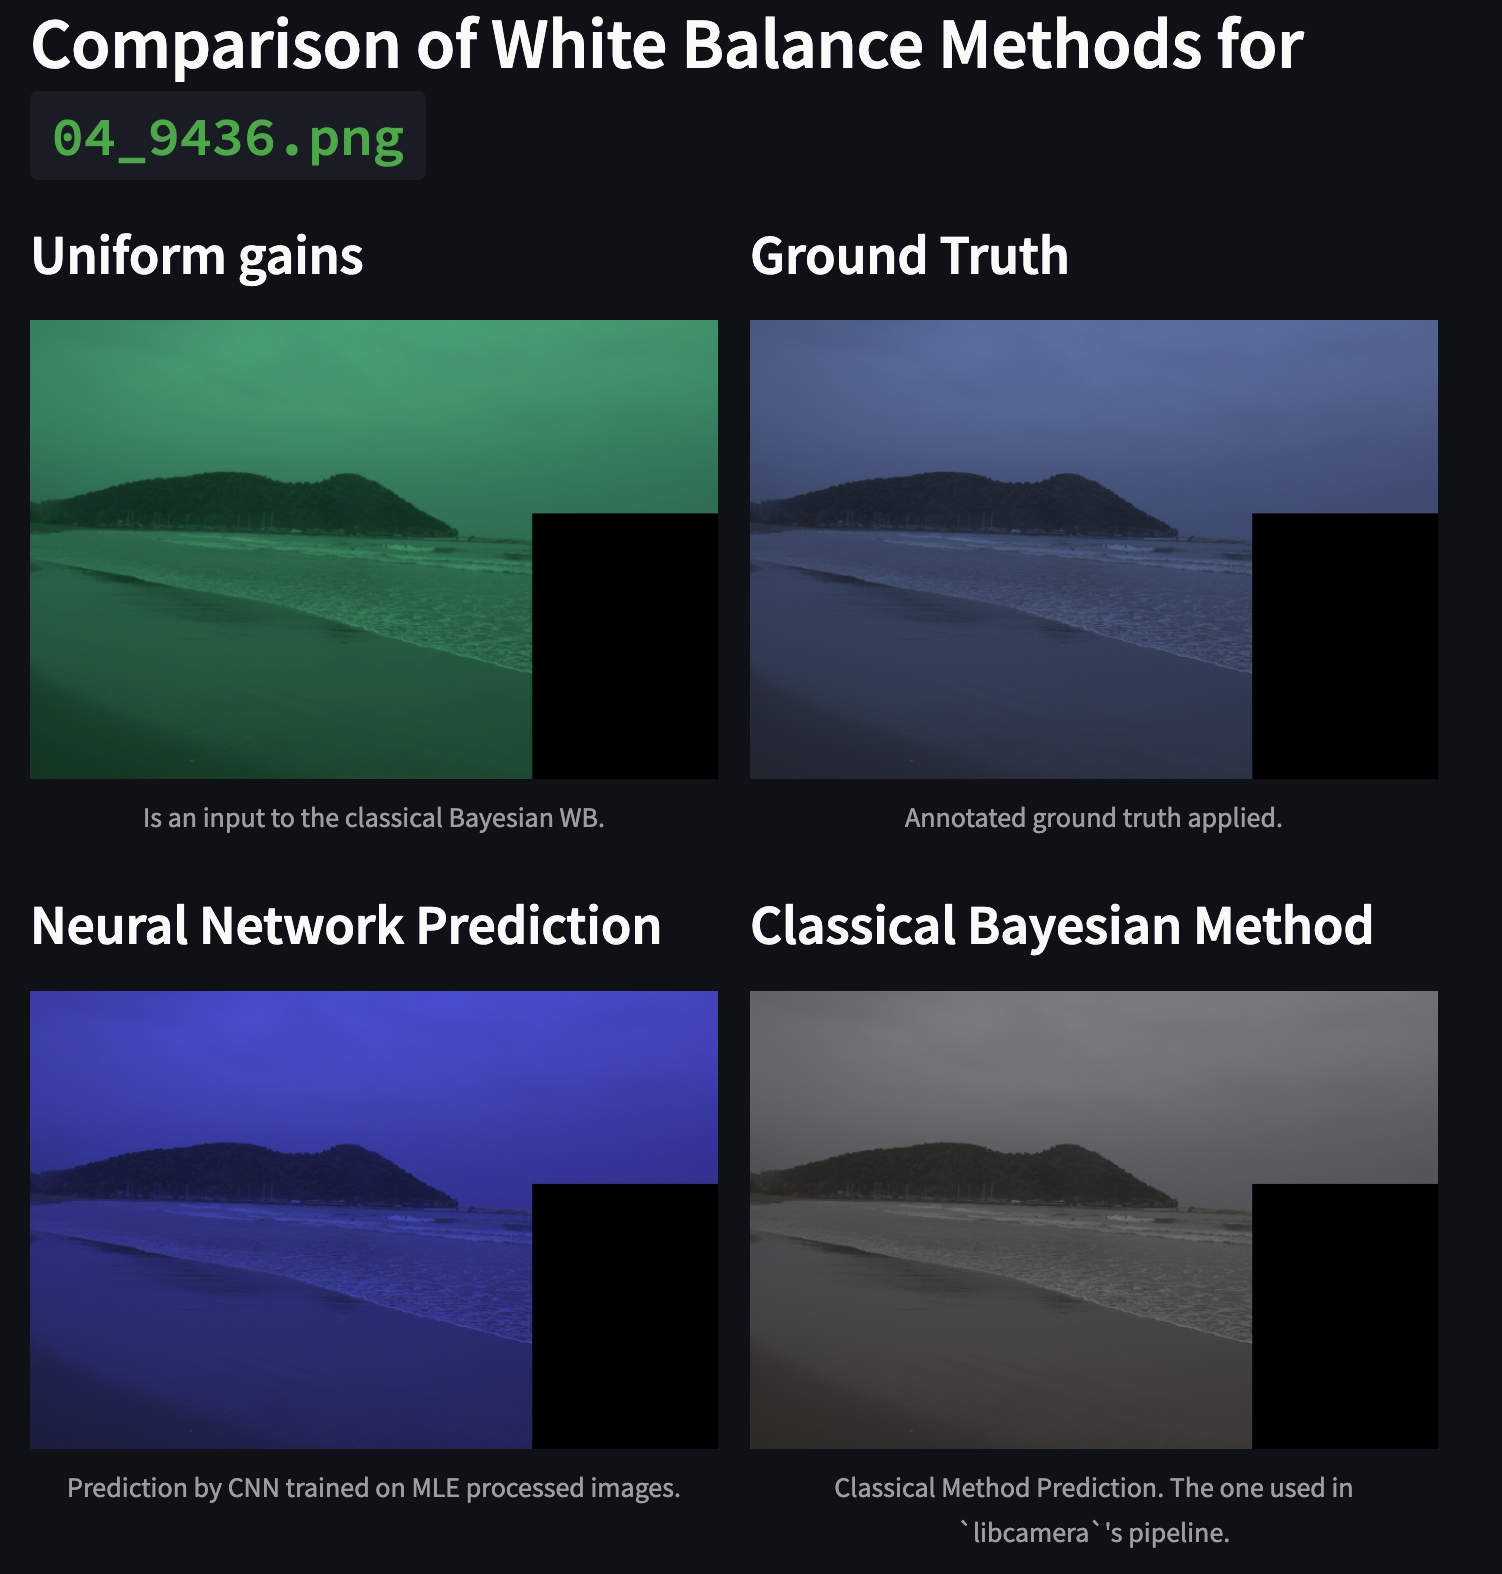 Comparison of White Balance Methods for
04_9436.png
Uniform gains
Ground Truth
Is an input to the classical Bayesian WB.
Annotated ground truth applied.
Neural Network Prediction
Classical Bayesian Method
Prediction by CNN trained on MLE processed images.
Classical Method Prediction. The one used in
`libcamera`'s pipeline.